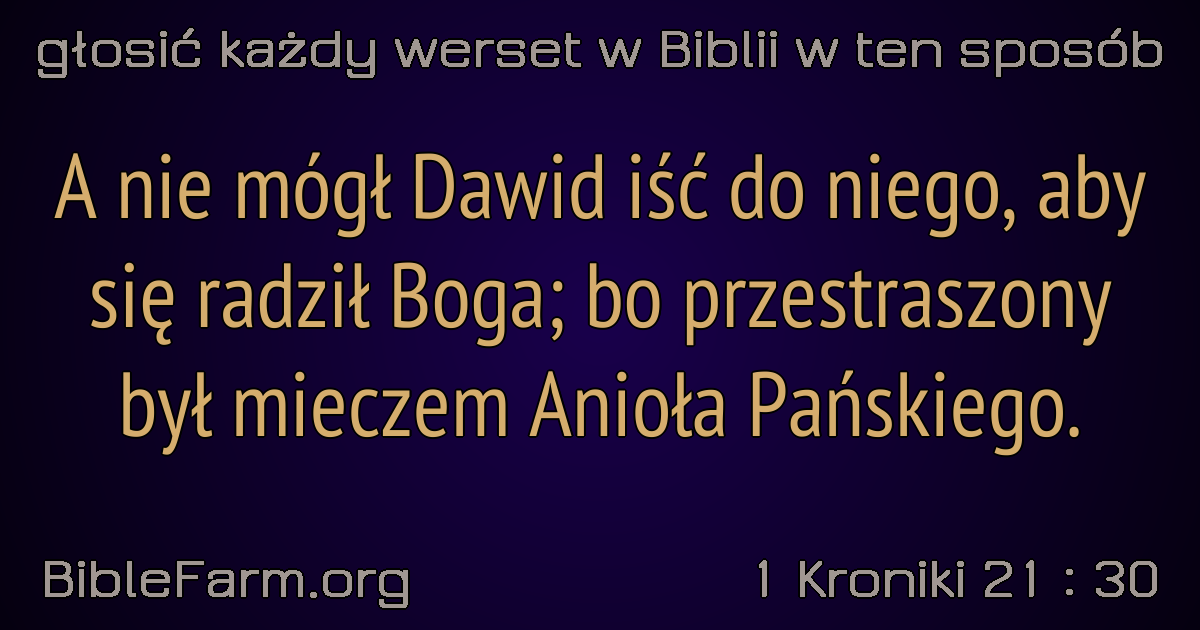 głosić każdy werset w Biblii w ten sposób
A nie mógł Dawid iść do niego, aby
się radził Boga; bo przestraszony
był mieczem Anioła Pańskiego.
BibleFarm.org
1 Kroniki 21 : 30